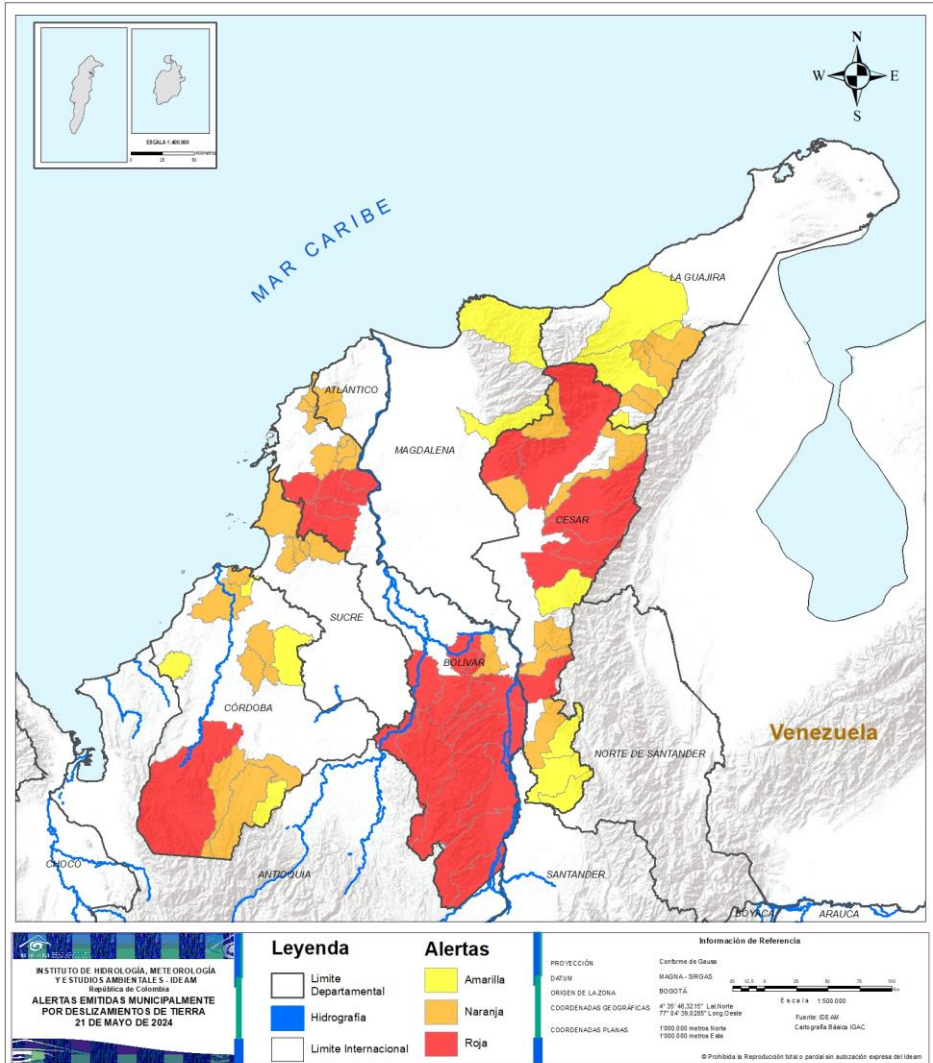 ESCALA 1:400.000
N
W
E
S
MAR CARIBE
LA GUAJIRA
ATLÁNTICO
MAGDALENA
CESAR
SUCRE
BOLÍVAR
CÓRDOBA
NORTE DE SANTANDER
Venezuela
CHOCÓ
ANTIOQUIA
SANTANDER
BOYACÁ
ARAUCA
INSTITUTO DE HIDROLOGÍA, METEOROLOGÍA
Y ESTUDIOS AMBIENTALES - IDEAM
República de Colombia
ALERTAS EMITIDAS MUNICIPALMENTE
POR DESLIZAMIENTOS DE TIERRA
21 DE MAYO DE 2024
Leyenda
Limite
Departamental
Hidrografía
Limite Internacional
Alertas
Amarilla
Naranja
Roja
Información de Referencia
PROYECCIÓN Conforme de Gauss
DATUM MAGNA - SIRGAS
ORIGEN DE LA ZONA BOGOTÁ
COORDENADAS GEOGRÁFICAS 4° 35' 46,3215" Lat.Norte
77° 04' 39,0285" Long.Oeste
COORDENADAS PLANAS 1'000.000 metros Norte
1'000.000 metros Este
Escala 1:500.000
Fuente: IDEAM
Cartografía Básica IGAC
© Prohibida la Reproducción total o parcial sin autorización expresa del Ideam